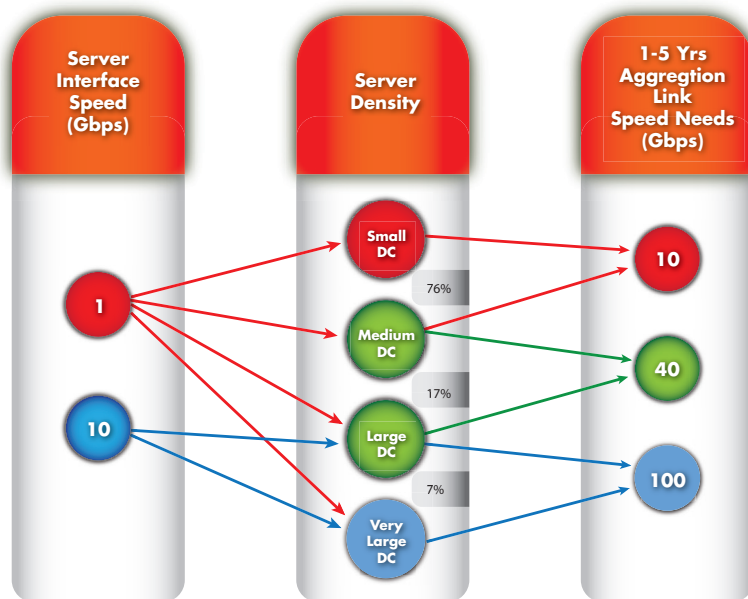 Server
Interface
Speed
(Gbps)
Server
Density
1-5 Yrs
Aggregtion
Link
Speed Needs
(Gbps)
1
10
Small
DC
76%
Medium
DC
17%
Large
DC
7%
Very
Large
DC
10
40
100